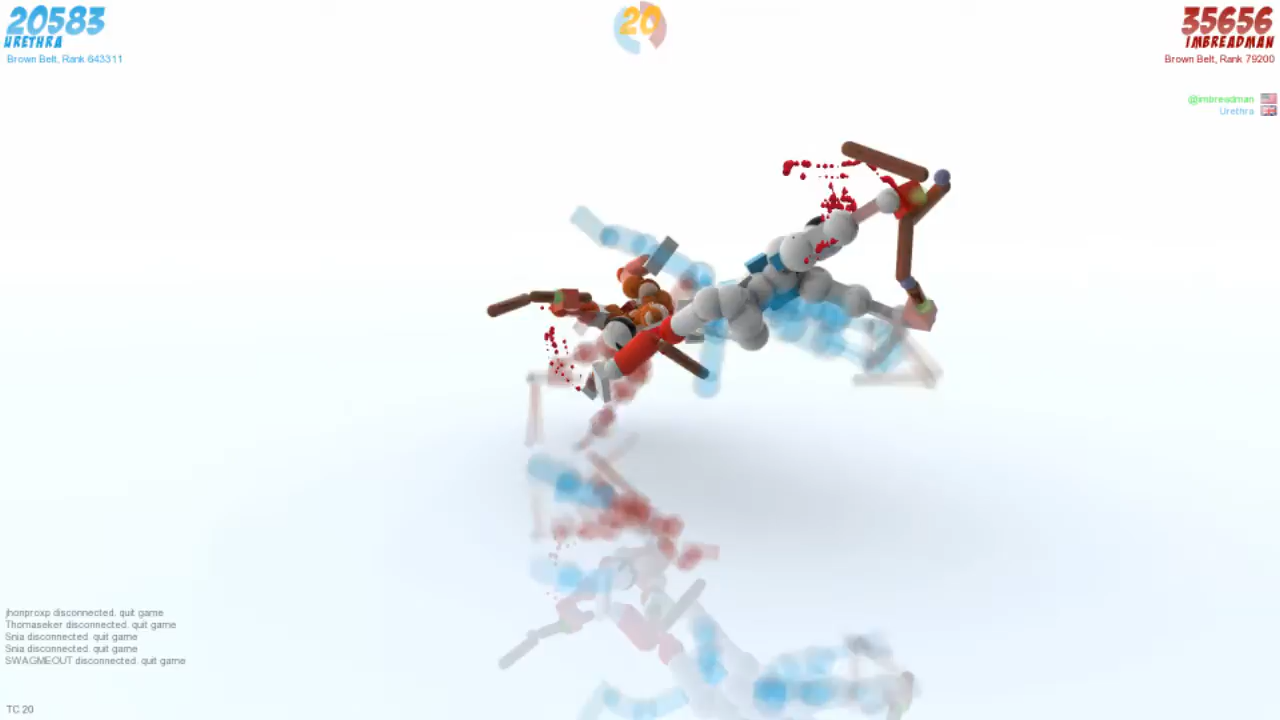 20583
URETHRA
Brown Belt, Rank 643311
20
35656
IMBREADMAN
Brown Belt, Rank 79200
@imbreadman
Urethra
jhonproxp disconnected. quit game
Thomaseker disconnected. quit game
Snia disconnected. quit game
Snia disconnected. quit game
SWAGMEOUT disconnected. quit game
TC 20